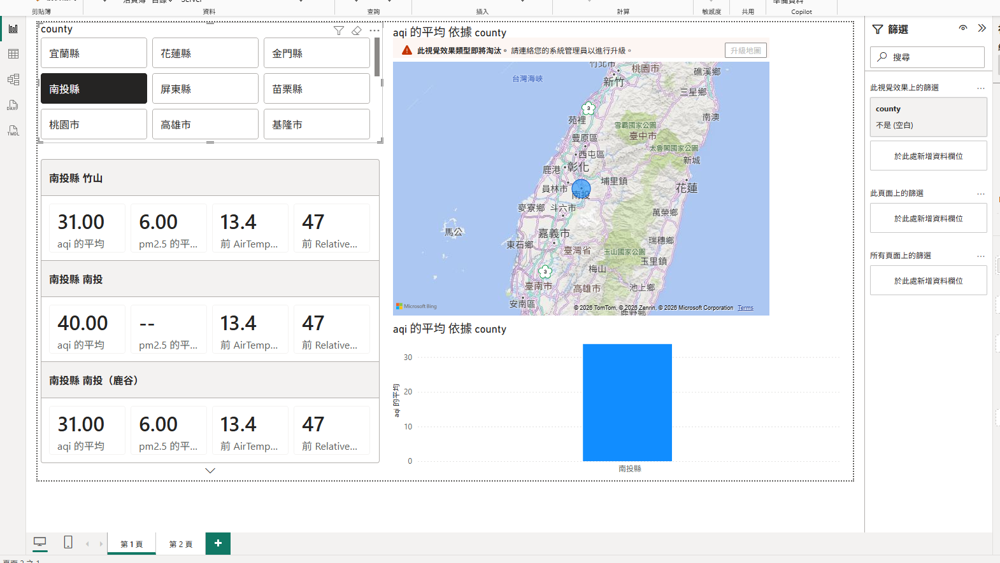 Server
剪貼簿
資料
查詢
插入
計算
敏感度
共用
Copilot
county
宜蘭縣
花蓮縣
金門縣
南投縣
屏東縣
苗栗縣
桃園市
高雄市
基隆市
南投縣 竹山
31.00
6.00
13.4
47
aqi 的平均
pm2.5 的平...
前 AirTemp...
前 Relative...
南投縣 南投
40.00
--
13.4
47
aqi 的平均
pm2.5 的平...
前 AirTemp...
前 Relative...
南投縣 南投（鹿谷）
31.00
6.00
13.4
47
aqi 的平均
pm2.5 的平...
前 AirTemp...
前 Relative...
aqi 的平均 依據 county
此視覺效果類型即將淘汰。 請連絡您的系統管理員以進行升級。
升級地圖
竹北市
桃園市
礁溪鄉
台灣海峽
新竹
三星鄉
3
苑裡
南澳
雪霸國家公園
豐原區
臺中市
太魯閣國家公園
西屯區
新城
鹿港
彰化
埔里鎮
員林市
花蓮
南投
麥寮鄉
斗六市
萬榮鄉
馬公
嘉義市
東石鄉
瑞穗鄉
臺灣省
玉山國家公園
玉里鎮
梅山
3
臺南市
高雄市
池上鄉
安南區
Microsoft Bing
© 2026 TomTom, © 2026 Zenrin, © 2026 Microsoft Corporation
Terms
鹿野鄉
aqi 的平均 依據 county
30
20
10
0
aqi 的平均
南投縣
篩選
搜尋
此視覺效果上的篩選
...
county
不是 (空白)
於此處新增資料欄位
此頁面上的篩選
...
於此處新增資料欄位
所有頁面上的篩選
...
於此處新增資料欄位
DAX
TMDL
第 1 頁
第 2 頁
+